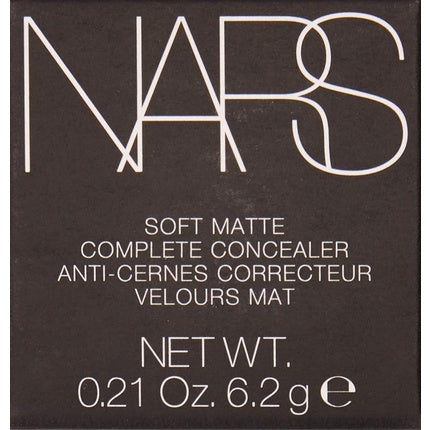 NARS
SOFT MATTE
COMPLETE CONCEALER
ANTI-CERNES CORRECTEUR
VELOURS MAT
NET WT.
0.21 Oz. 6.2 g ℮